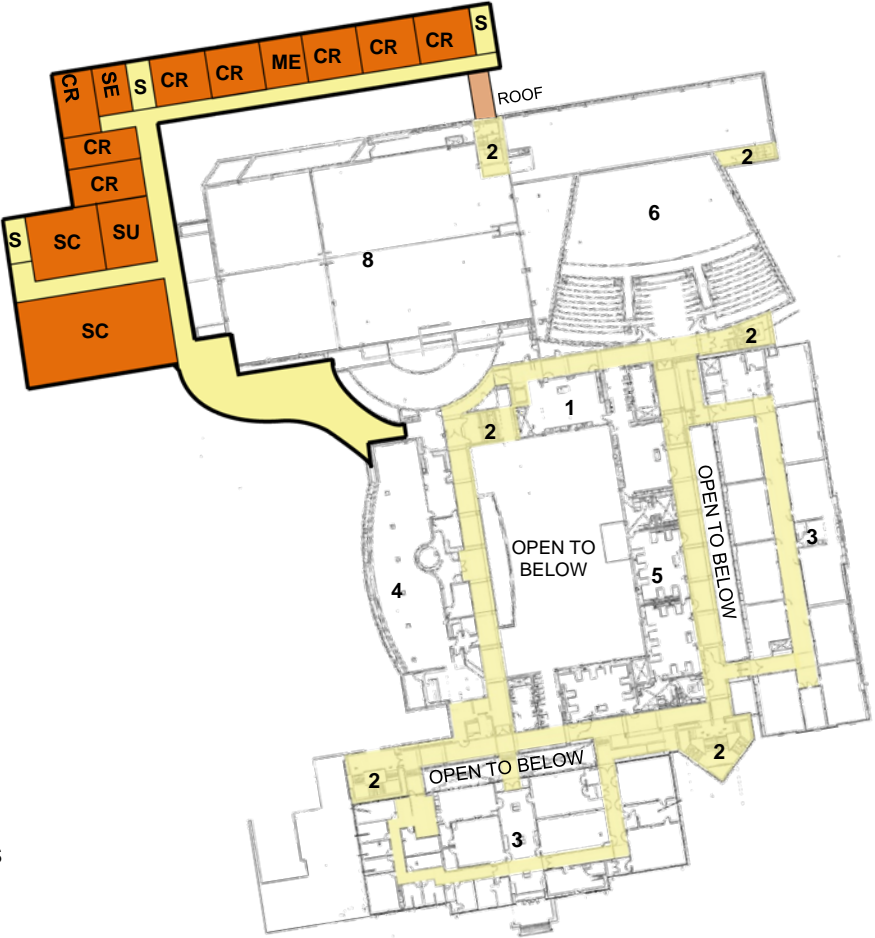 S
CR
CR
CR
ME
CR
CR
S
SE
CR
ROOF
CR
2
2
CR
6
S
SC
SU
8
SC
2
1
2
OPEN TO BELOW
3
OPEN TO
BELOW
5
4
2
OPEN TO BELOW
2
3
s